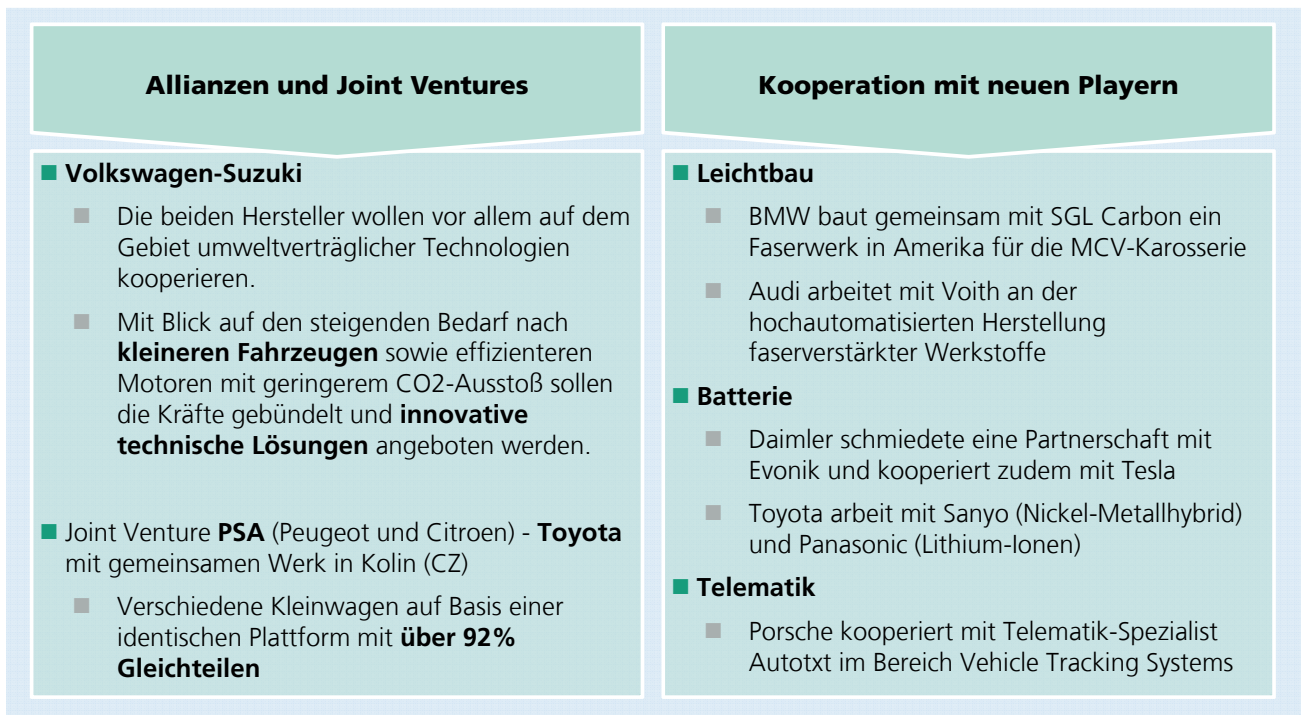 Allianzen und Joint Ventures
Volkswagen-Suzuki
Die beiden Hersteller wollen vor allem auf dem
Gebiet umweltverträglicher Technologien
kooperieren.
Mit Blick auf den steigenden Bedarf nach
kleineren Fahrzeugen sowie effizienteren
Motoren mit geringerem CO2-Ausstoß sollen
die Kräfte gebündelt und innovative
technische Lösungen angeboten werden.
Joint Venture PSA (Peugeot und Citroen) - Toyota
mit gemeinsamen Werk in Kolin (CZ)
Verschiedene Kleinwagen auf Basis einer
identischen Plattform mit über 92%
Gleichteilen
Kooperation mit neuen Playern
Leichtbau
BMW baut gemeinsam mit SGL Carbon ein
Faserwerk in Amerika für die MCV-Karosserie
Audi arbeitet mit Voith an der
hochautomatisierten Herstellung
faserverstärkter Werkstoffe
Batterie
Daimler schmiedete eine Partnerschaft mit
Evonik und kooperiert zudem mit Tesla
Toyota arbeit mit Sanyo (Nickel-Metallhybrid)
und Panasonic (Lithium-Ionen)
Telematik
Porsche kooperiert mit Telematik-Spezialist
Autotxt im Bereich Vehicle Tracking Systems